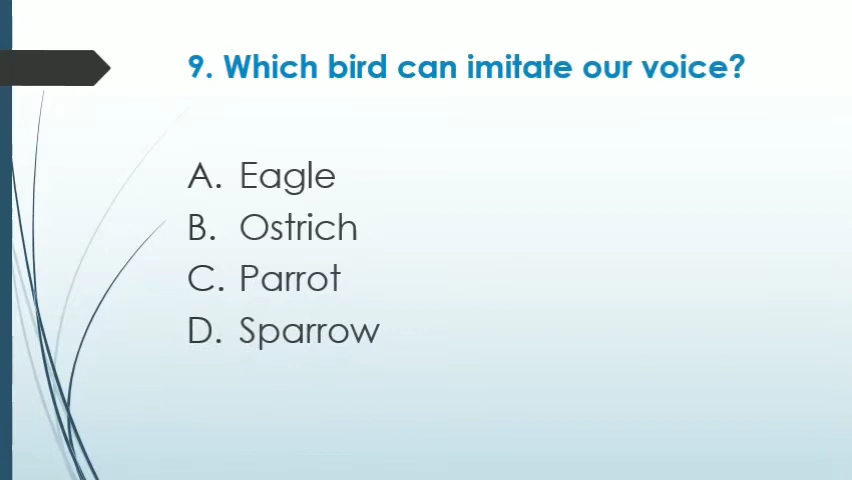 9. Which bird can imitate our voice?
A. Eagle
B. Ostrich
C. Parrot
D. Sparrow